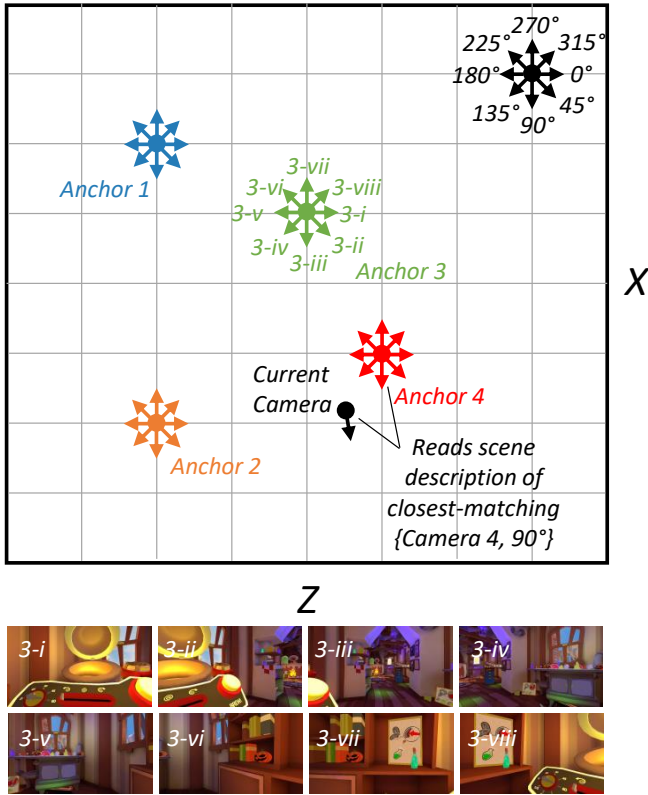 270°
225°
315°
180°
0°
135°
45°
90°
Anchor 1
3-vii
3-vi
3-viii
3-v
3-i
3-iv
3-ii
3-iii
Anchor 3
X
Current
Camera
Anchor 4
Anchor 2
Reads scene
description of
closest-matching
{Camera 4, 90°}
Z
3-i
3-ii
3-iii
3-iv
3-v
3-vi
3-vii
3-viii